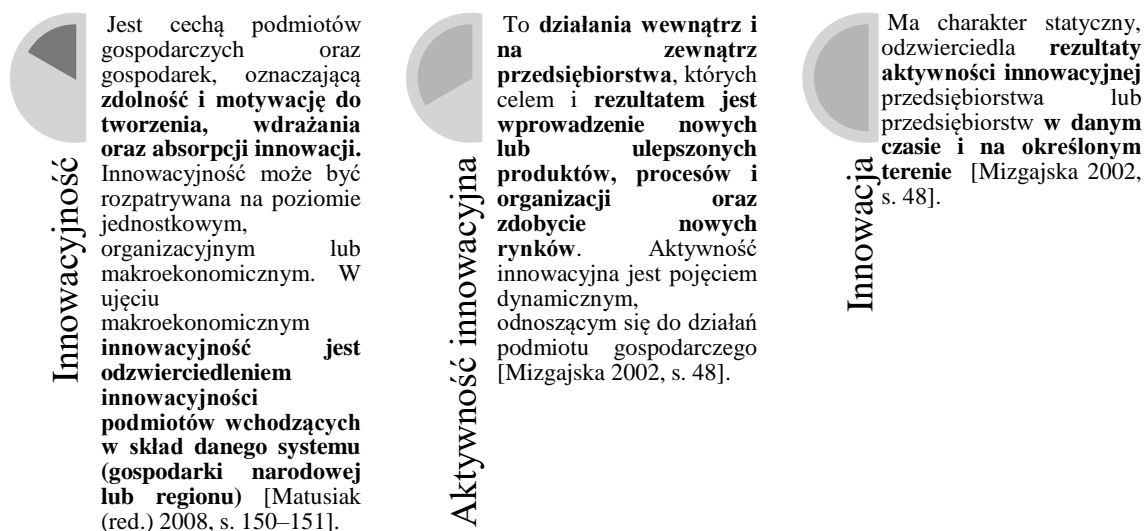 Innowacyjność
Jest cechą podmiotów
gospodarczych oraz
gospodarek, oznaczającą
zdolność i motywację do
tworzenia, wdrażania
oraz absorpcji innowacji.
Innowacyjność może być
rozpatrywana na poziomie
jednostkowym,
organizacyjnym lub
makroekonomicznym. W
ujęciu
makroekonomicznym
innowacyjność jest
odzwierciedleniem
innowacyjności
podmiotów wchodzących
w skład danego systemu
(gospodarki narodowej
lub regionu) [Matusiak
(red.) 2008, s. 150–151].
Aktywność innowacyjna
To działania wewnątrz i
na zewnątrz
przedsiębiorstwa, których
celem i rezultatem jest
wprowadzenie nowych
lub ulepszonych
produktów, procesów i
organizacji oraz
zdobycie nowych
rynków. Aktywność
innowacyjna jest pojęciem
dynamicznym,
odnoszącym się do działań
podmiotu gospodarczego
[Mizgajska 2002, s. 48].
Innowacja
Ma charakter statyczny,
odzwierciedla rezultaty
aktywności innowacyjnej
przedsiębiorstwa lub
przedsiębiorstw w danym
czasie i na określonym
terenie [Mizgajska 2002,
s. 48].